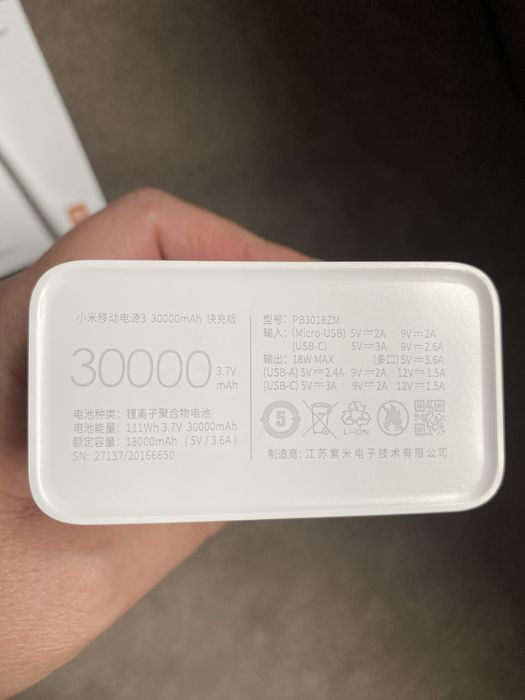 小米移动电源3 30000mAh 快充版
30000 3.7V
mAh
电池种类：锂离子聚合物电池
电池能量：111Wh 3.7V 30000mAh
额定容量：18000mAh (5V/3.6A)
SN: 27137/20166650
型号：PB3018ZM
输入：(Micro-USB) 5V⎓2A 9V⎓2A
(USB-C) 5V⎓3A 9V⎓2.6A
输出：18W MAX (多口) 5V⎓3.6A
(USB-A) 5V⎓2.4A 9V⎓2A 12V⎓1.5A
(USB-C) 5V⎓3A 9V⎓2A 12V⎓1.5A
5
LI-ION
制造商：江苏紫米电子技术有限公司